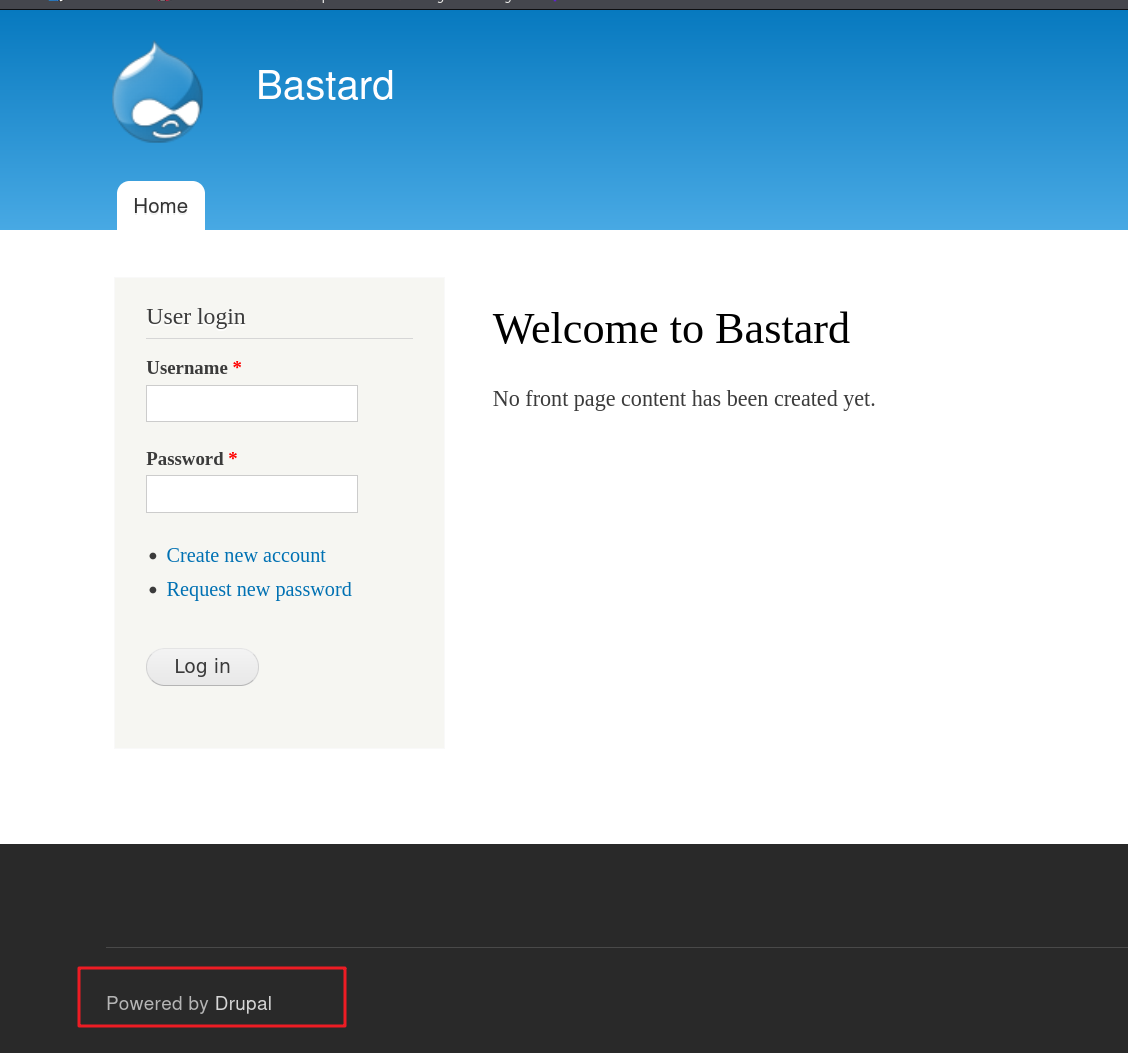 Bastard
Home
User login
Username *
Password *
Create new account
Request new password
Log in
Welcome to Bastard
No front page content has been created yet.
Powered by Drupal